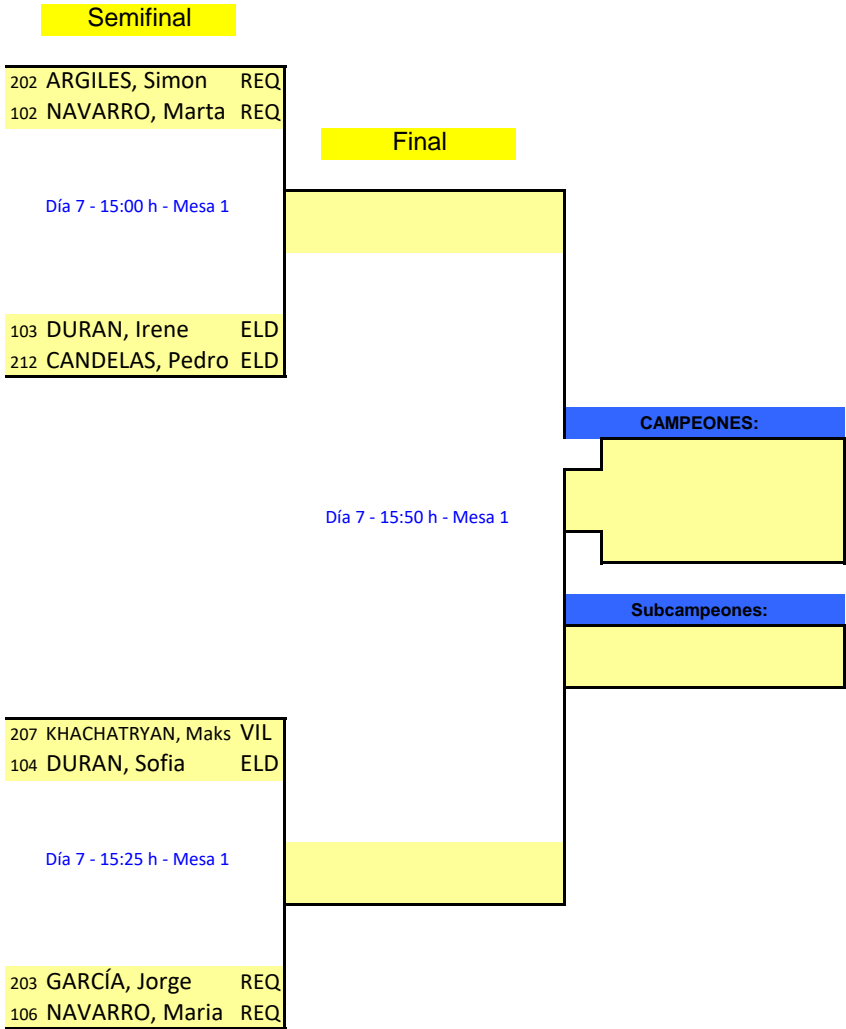 Semifinal
202 ARGILES, Simon REQ
102 NAVARRO, Marta REQ
Final
Día 7 - 15:00 h - Mesa 1
103 DURAN, Irene ELD
212 CANDELAS, Pedro ELD
CAMPEONES:
Día 7 - 15:50 h - Mesa 1
Subcampeones:
207 KHACHATRYAN, Maks VIL
104 DURAN, Sofia ELD
Día 7 - 15:25 h - Mesa 1
203 GARCÍA, Jorge REQ
106 NAVARRO, Maria REQ